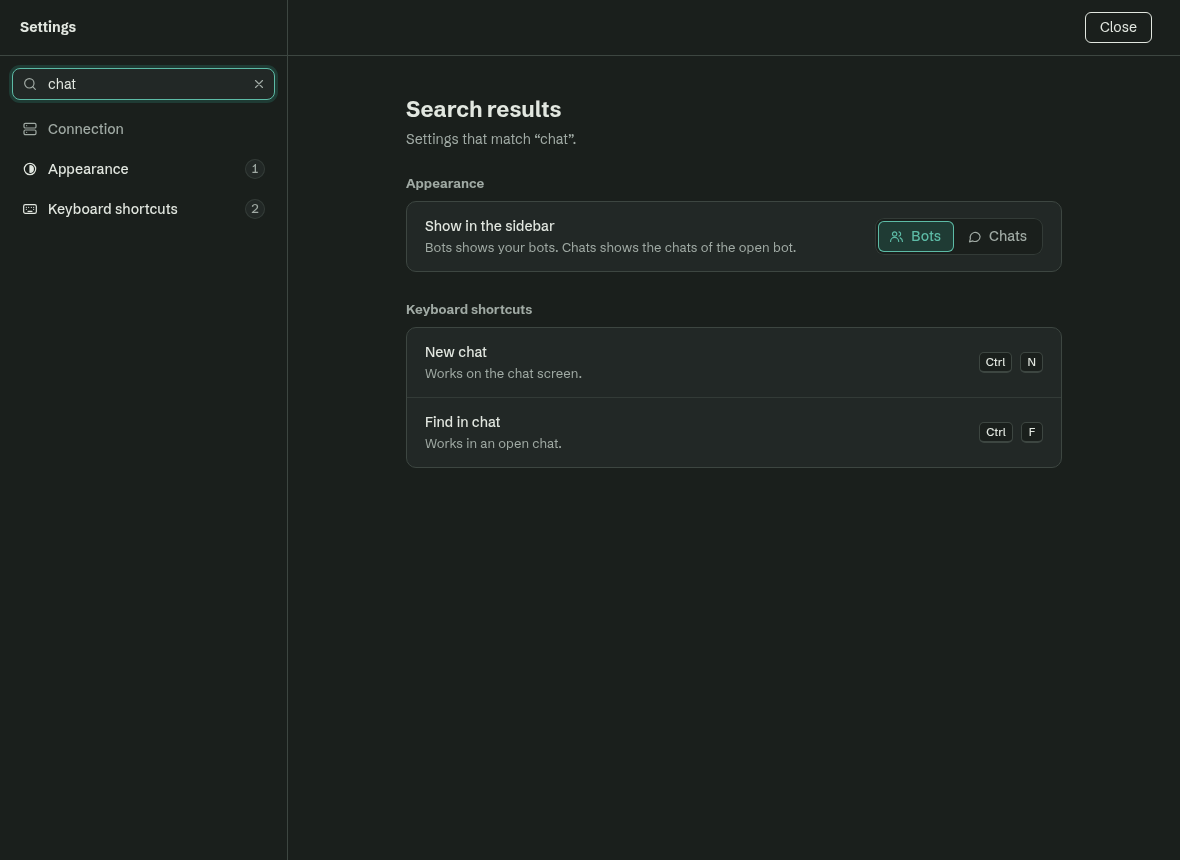 Settings
Close
chat
Connection
Appearance 1
Keyboard shortcuts 2
Search results
Settings that match “chat”.
Appearance
Show in the sidebar
Bots shows your bots. Chats shows the chats of the open bot.
Bots Chats
Keyboard shortcuts
New chat
Works on the chat screen.
Ctrl N
Find in chat
Works in an open chat.
Ctrl F